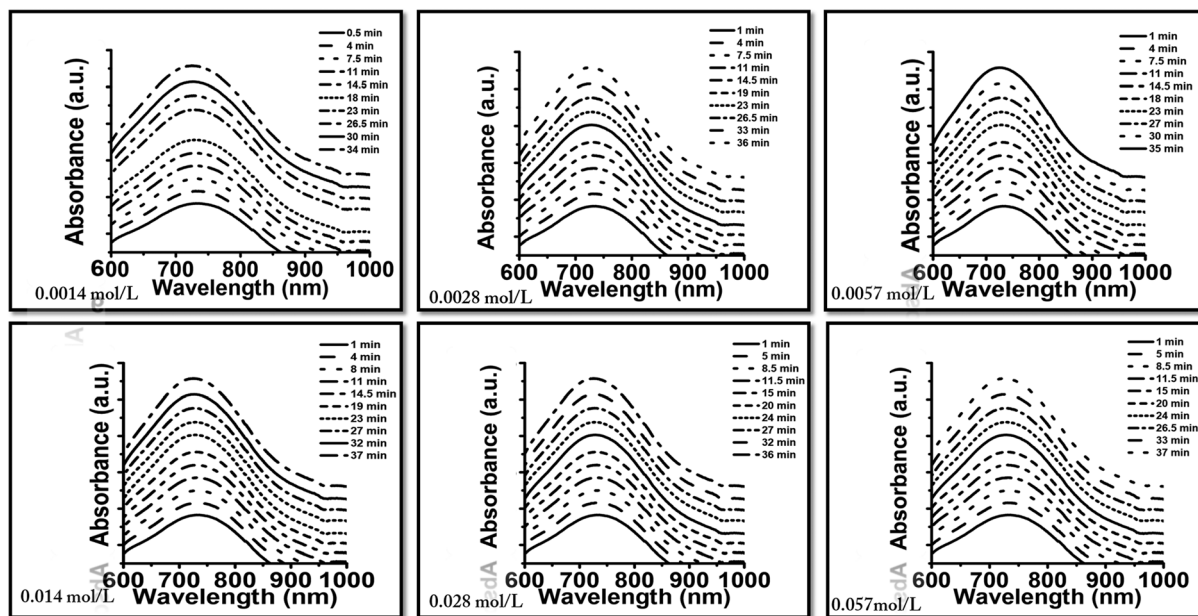 Absorbance (a.u.)
0.5 min
4 min
7.5 min
11 min
14.5 min
18 min
23 min
26.5 min
30 min
34 min
600 700 800 900 1000
Wavelength (nm)
0.0014 mol/L
Absorbance (a.u.)
1 min
4 min
7.5 min
11 min
14.5 min
19 min
23 min
26.5 min
33 min
36 min
600 700 800 900 1000
Wavelength (nm)
0.0028 mol/L
Absorbance (a.u.)
1 min
4 min
7.5 min
11 min
14.5 min
18 min
23 min
27 min
30 min
35 min
600 700 800 900 1000
Wavelength (nm)
0.0057 mol/L
Absorbance (a.u.)
1 min
4 min
8 min
11 min
14.5 min
19 min
23 min
27 min
32 min
37 min
600 700 800 900 1000
Wavelength (nm)
0.014 mol/L
Absorbance (a.u.)
1 min
5 min
8.5 min
11.5 min
15 min
20 min
24 min
27 min
32 min
36 min
600 700 800 900 1000
Wavelength (nm)
0.028 mol/L
Absorbance (a.u.)
1 min
5 min
8.5 min
11.5 min
15 min
20 min
24 min
26.5 min
33 min
37 min
600 700 800 900 1000
Wavelength (nm)
0.057mol/L